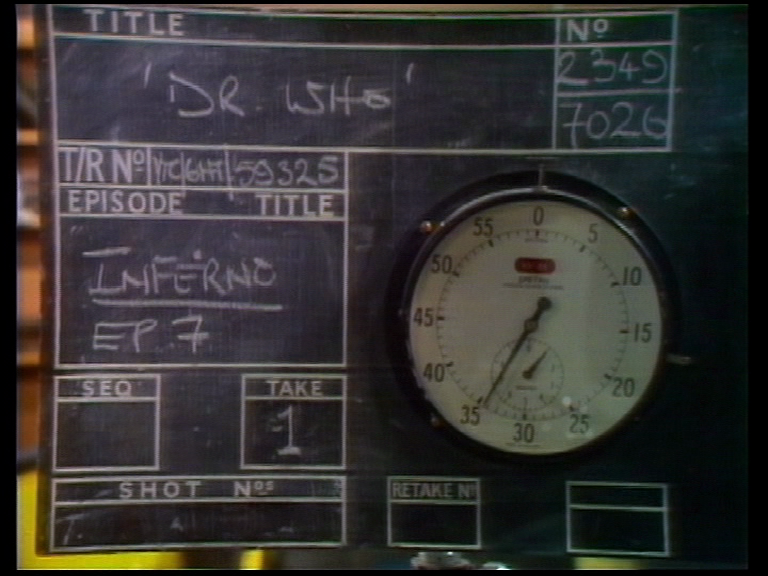 TITLE
Nº
'DR. WHO'
2349
7026
T/R Nº VTC/6HT/59325
EPISODE TITLE
INFERNO
EP. 7
SEQ
TAKE
1
SHOT Nºs
RETAKE Nº
0
5
10
15
20
25
30
35
40
45
50
55